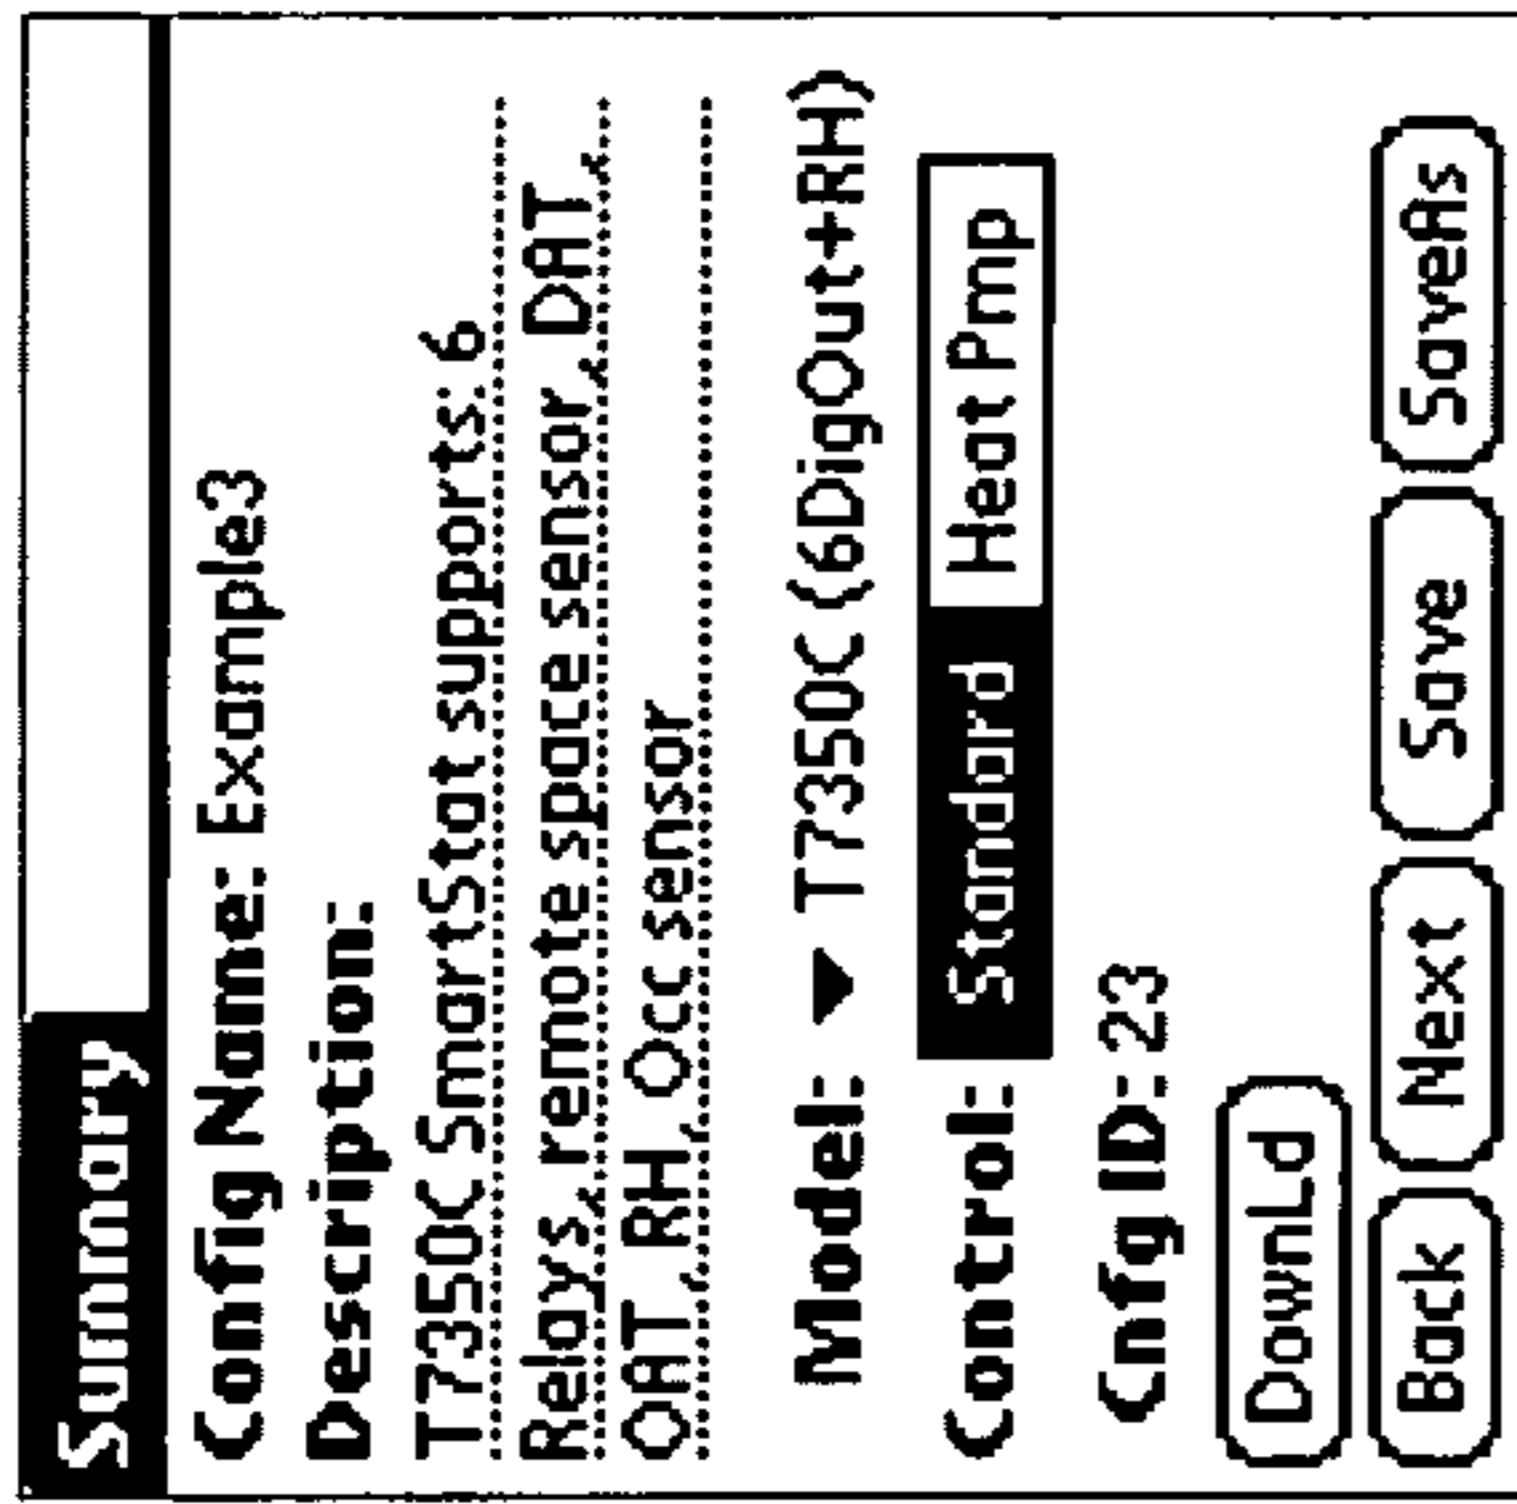 Summary
Config Name: Example3
Description:
T7350C SmartStat supports: 6
Relays, remote space sensor, DAT,
OAT, RH, Occ sensor
Model: T7350C (6DigOut+RH)
Control: Standard Heat Pmp
Cnfg ID: 23
DownLd
Back Next Save SaveAs